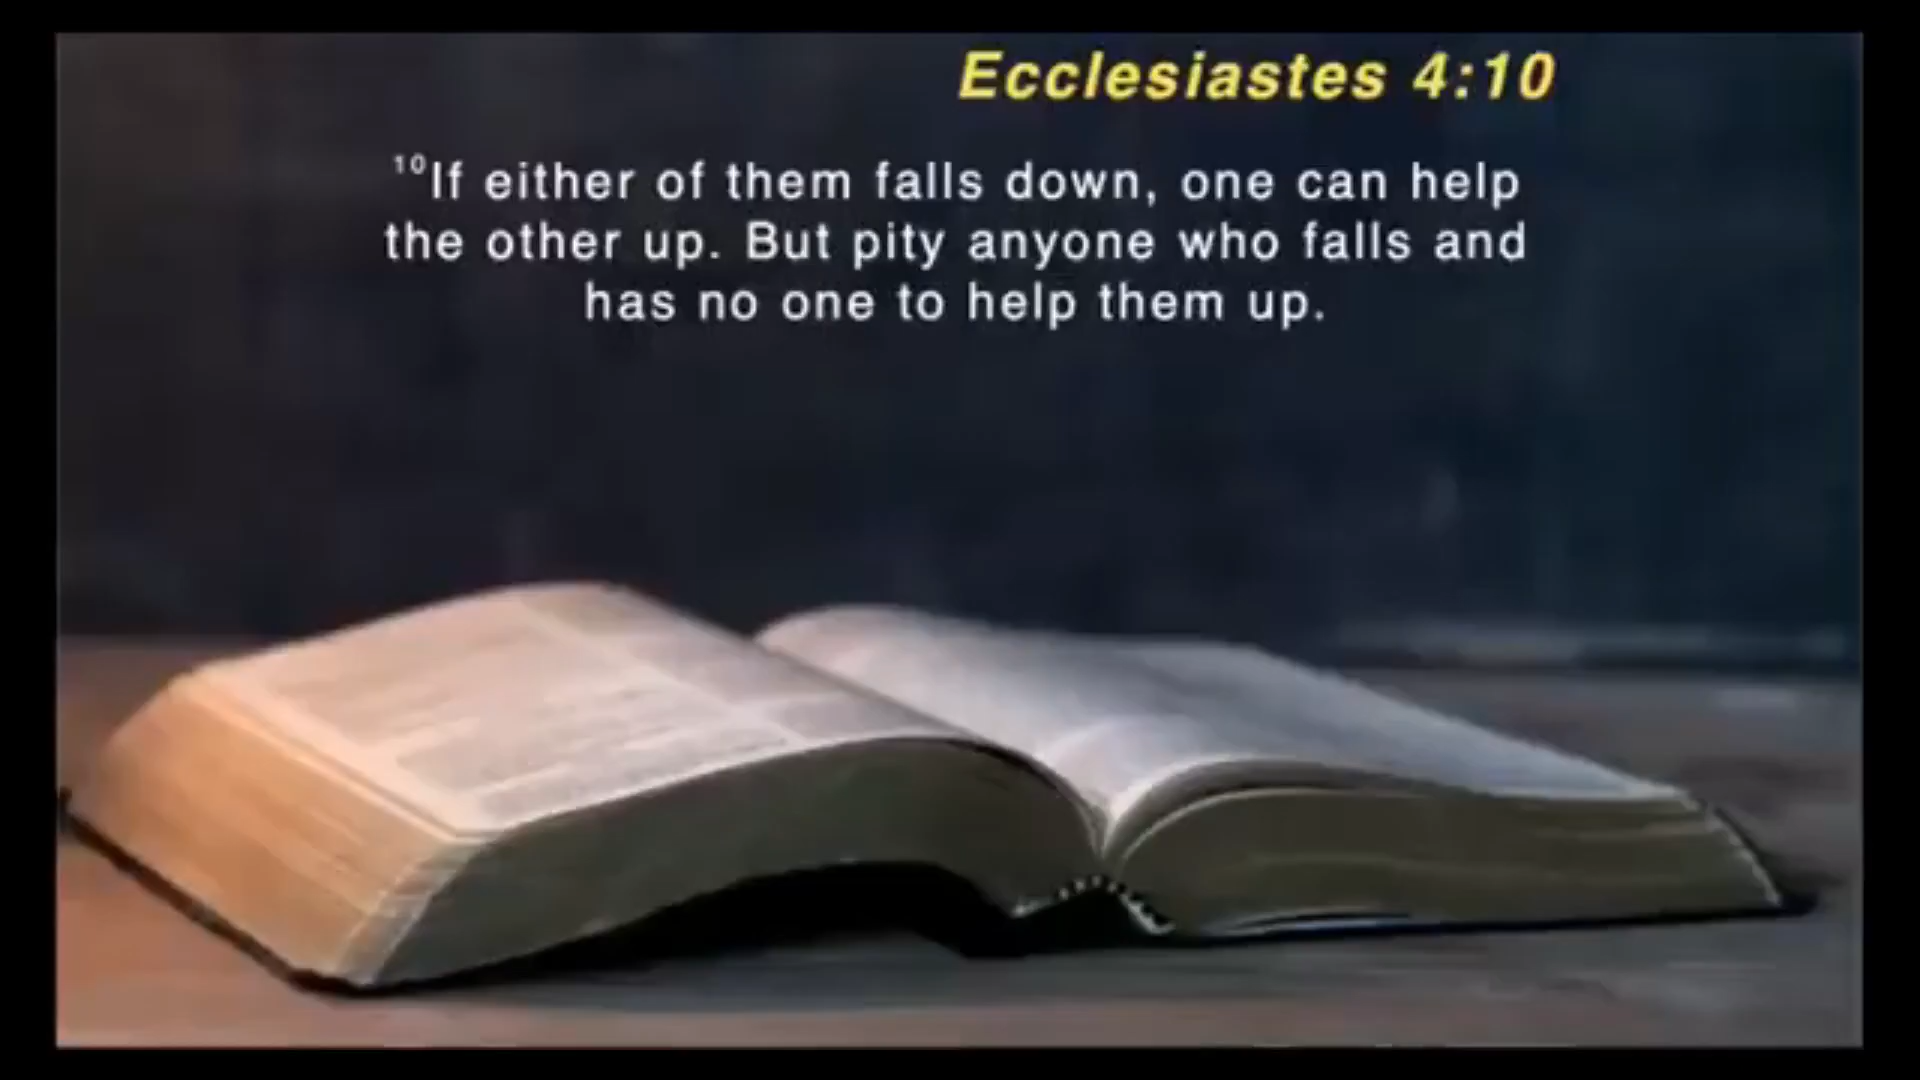 Ecclesiastes 4:10
¹⁰If either of them falls down, one can help
the other up. But pity anyone who falls and
has no one to help them up.